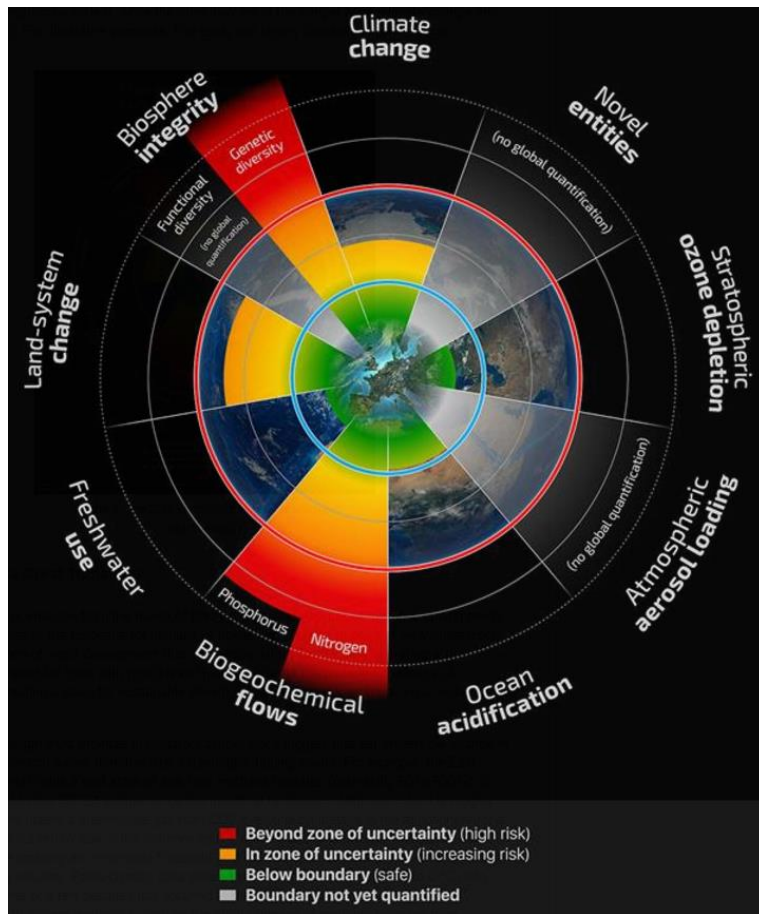 Climate
change
Novel
entities
(no global quantification)
Stratospheric
ozone depletion
Atmospheric
aerosol loading
(no global quantification)
Ocean
acidification
Biogeochemical
flows
Phosphorus
Nitrogen
Freshwater
use
Land-system
change
Biosphere
integrity
Functional
diversity
(no global
quantification)
Genetic
diversity
Beyond zone of uncertainty (high risk)
In zone of uncertainty (increasing risk)
Below boundary (safe)
Boundary not yet quantified